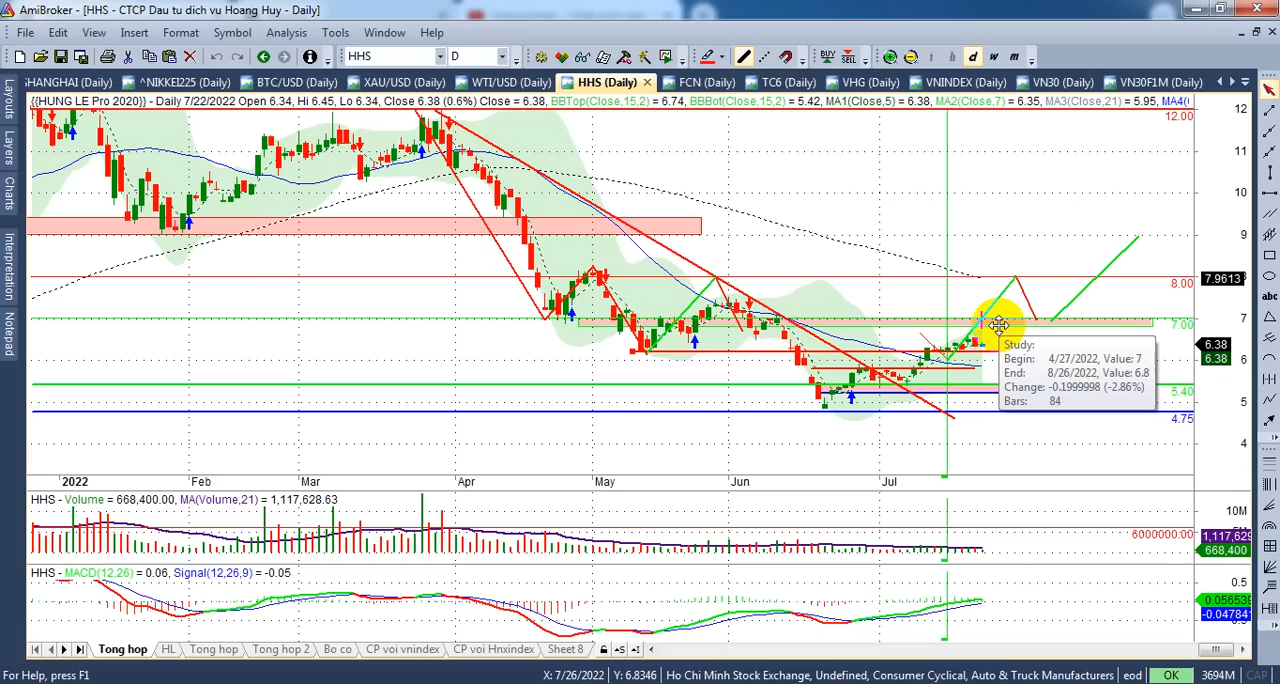 AmiBroker - [HHS - CTCP Dau tu dich vu Hoang Huy - Daily]
File Edit View Insert Format Symbol Analysis Tools Window Help
HHS D BUY SELL i d w m
SHANGHAI (Daily) ^NIKKEI225 (Daily) BTC/USD (Daily) XAU/USD (Daily) WTI/USD (Daily) HHS (Daily) FCN (Daily) TC6 (Daily) VHG (Daily) VNINDEX (Daily) VN30 (Daily) VN30F1M (Daily)
{{HUNG LE Pro 2020}} - Daily 7/22/2022 Open 6.34, Hi 6.45, Lo 6.34, Close 6.38 (0.6%) Close = 6.38, BBTop(Close,15,2) = 6.74, BBBot(Close,15,2) = 5.42, MA1(Close,5) = 6.38, MA2(Close,7) = 6.35, MA3(Close,21) = 5.95, MA4(
Layouts
Layers
Charts
Interpretation
Notepad
abc
12
12.00
11
10
9
8.00
7.9613
7
7.00
6.38
6.38
6
5.40
5
4.75
4
Study:
Begin: 4/27/2022, Value: 7
End: 8/26/2022, Value: 6.8
Change: -0.1999998 (-2.86%)
Bars: 84
2022 Feb Mar Apr May Jun Jul
HHS - Volume = 668,400.00, MA(Volume,21) = 1,117,628.63
10M
6000000.00
1,117,629
668,400
HHS - MACD(12,26) = 0.06, Signal(12,26,9) = -0.05
0.5
0.056539
-0.04784
Tong hop HL Tong hop Tong hop 2 Bo co CP voi vnindex CP voi Hnxindex Sheet 8
For Help, press F1 X: 7/26/2022 Y: 6.8346 Ho Chi Minh Stock Exchange, Undefined, Consumer Cyclical, Auto & Truck Manufacturers eod OK 3694M CAP